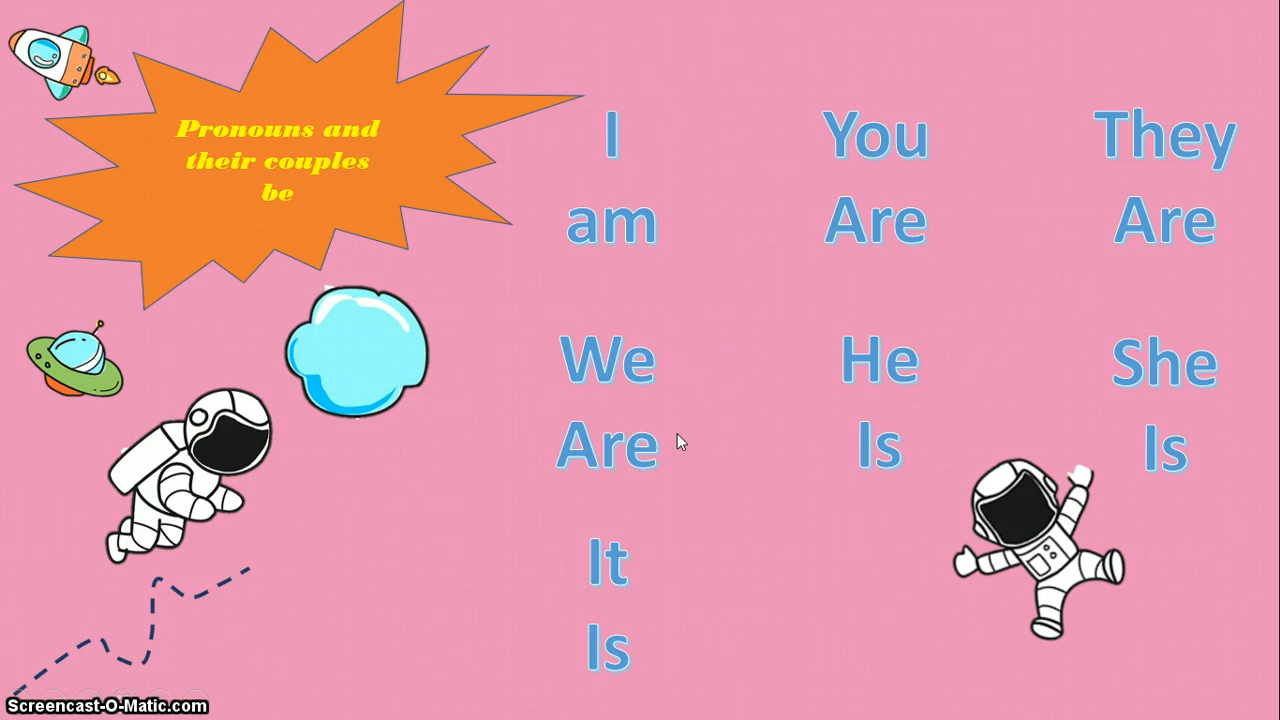 Pronouns and
their couples
be
I
am
You
Are
They
Are
We
Are
He
Is
She
Is
It
Is
Screencast-O-Matic.com